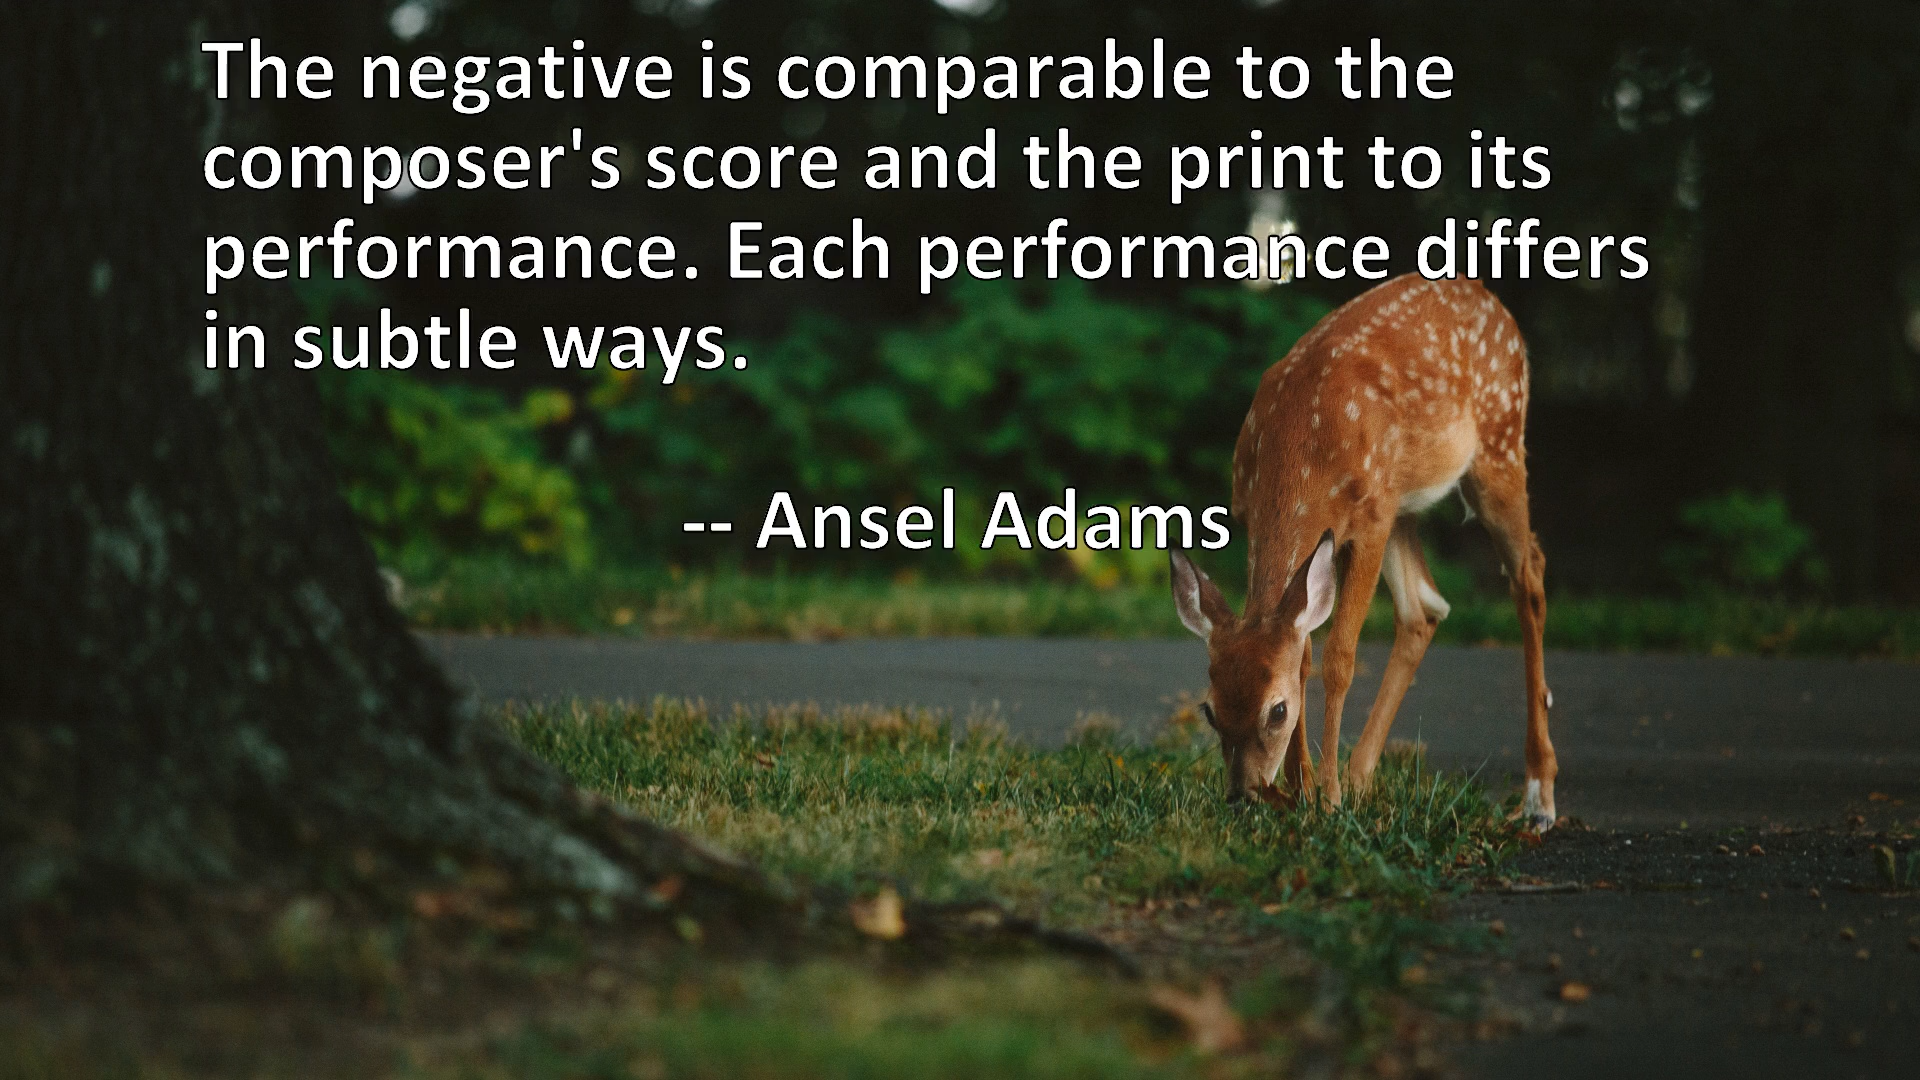 The negative is comparable to the
composer's score and the print to its
performance. Each performance differs
in subtle ways.
-- Ansel Adams